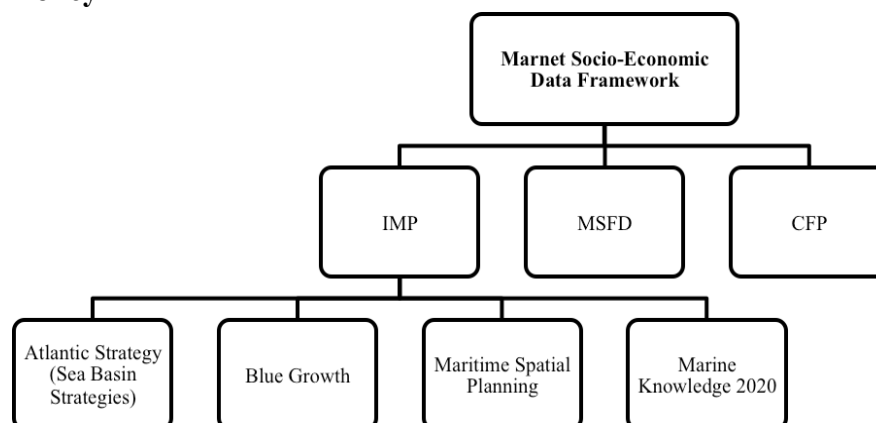 Marnet Socio-Economic
Data Framework
IMP
MSFD
CFP
Atlantic Strategy
(Sea Basin
Strategies)
Blue Growth
Maritime Spatial
Planning
Marine
Knowledge 2020